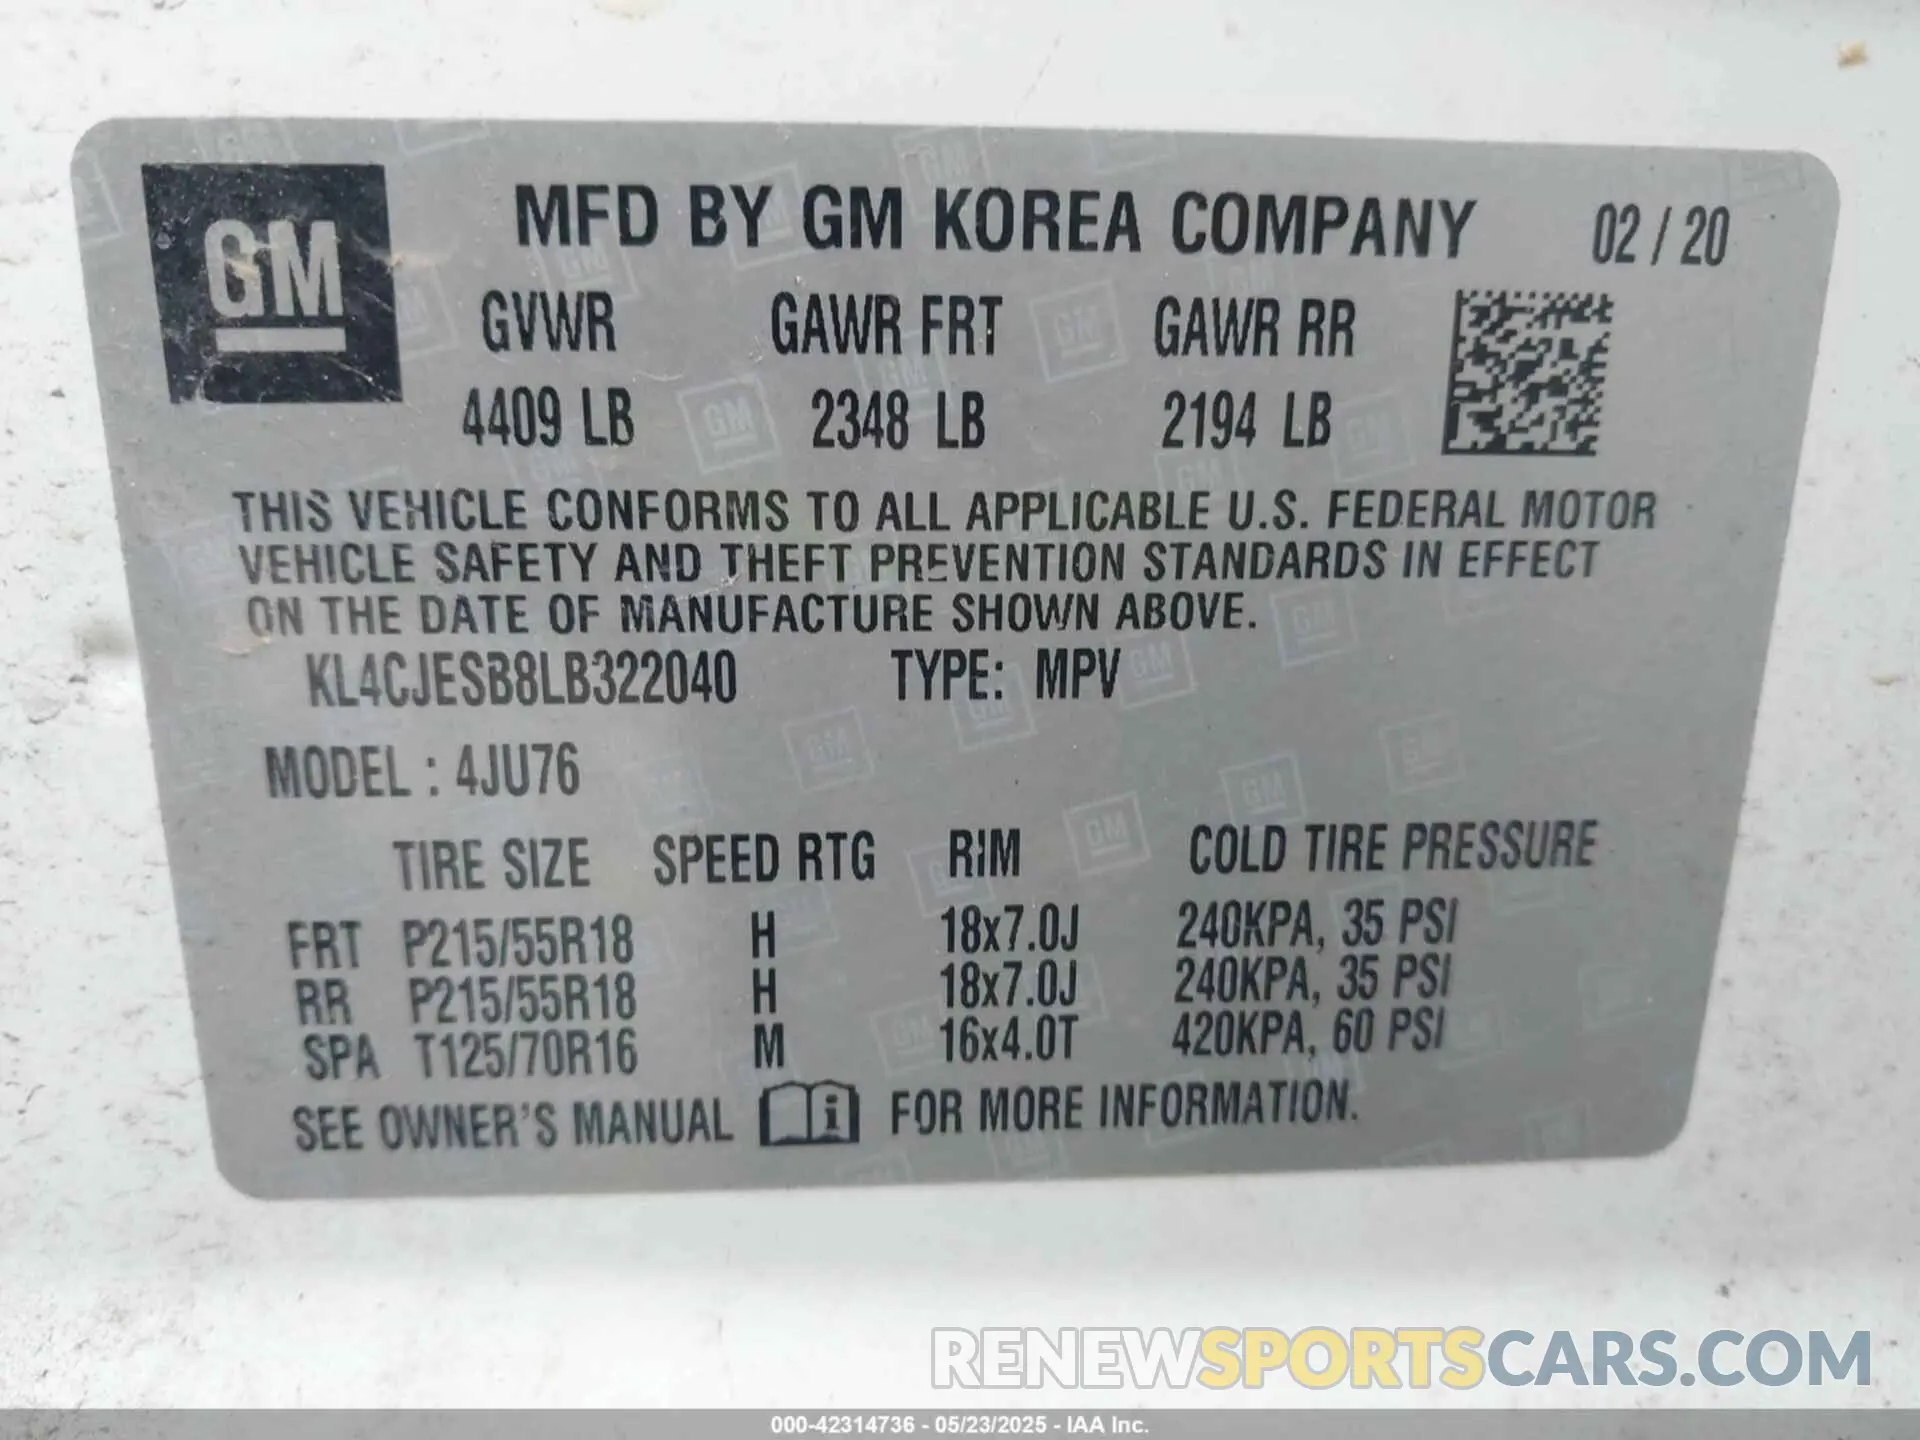 GM
MFD BY GM KOREA COMPANY 02 / 20
GVWR GAWR FRT GAWR RR
4409 LB 2348 LB 2194 LB
THIS VEHICLE CONFORMS TO ALL APPLICABLE U.S. FEDERAL MOTOR
VEHICLE SAFETY AND THEFT PREVENTION STANDARDS IN EFFECT
ON THE DATE OF MANUFACTURE SHOWN ABOVE.
KL4CJESB8LB322040 TYPE: MPV
MODEL : 4JU76
TIRE SIZE SPEED RTG RIM COLD TIRE PRESSURE
FRT P215/55R18 H 18x7.0J 240KPA, 35 PSI
RR P215/55R18 H 18x7.0J 240KPA, 35 PSI
SPA T125/70R16 M 16x4.0T 420KPA, 60 PSI
SEE OWNER'S MANUAL i FOR MORE INFORMATION.
RENEWSPORTSCARS.COM
000-42314736 - 05/23/2025 - IAA Inc.